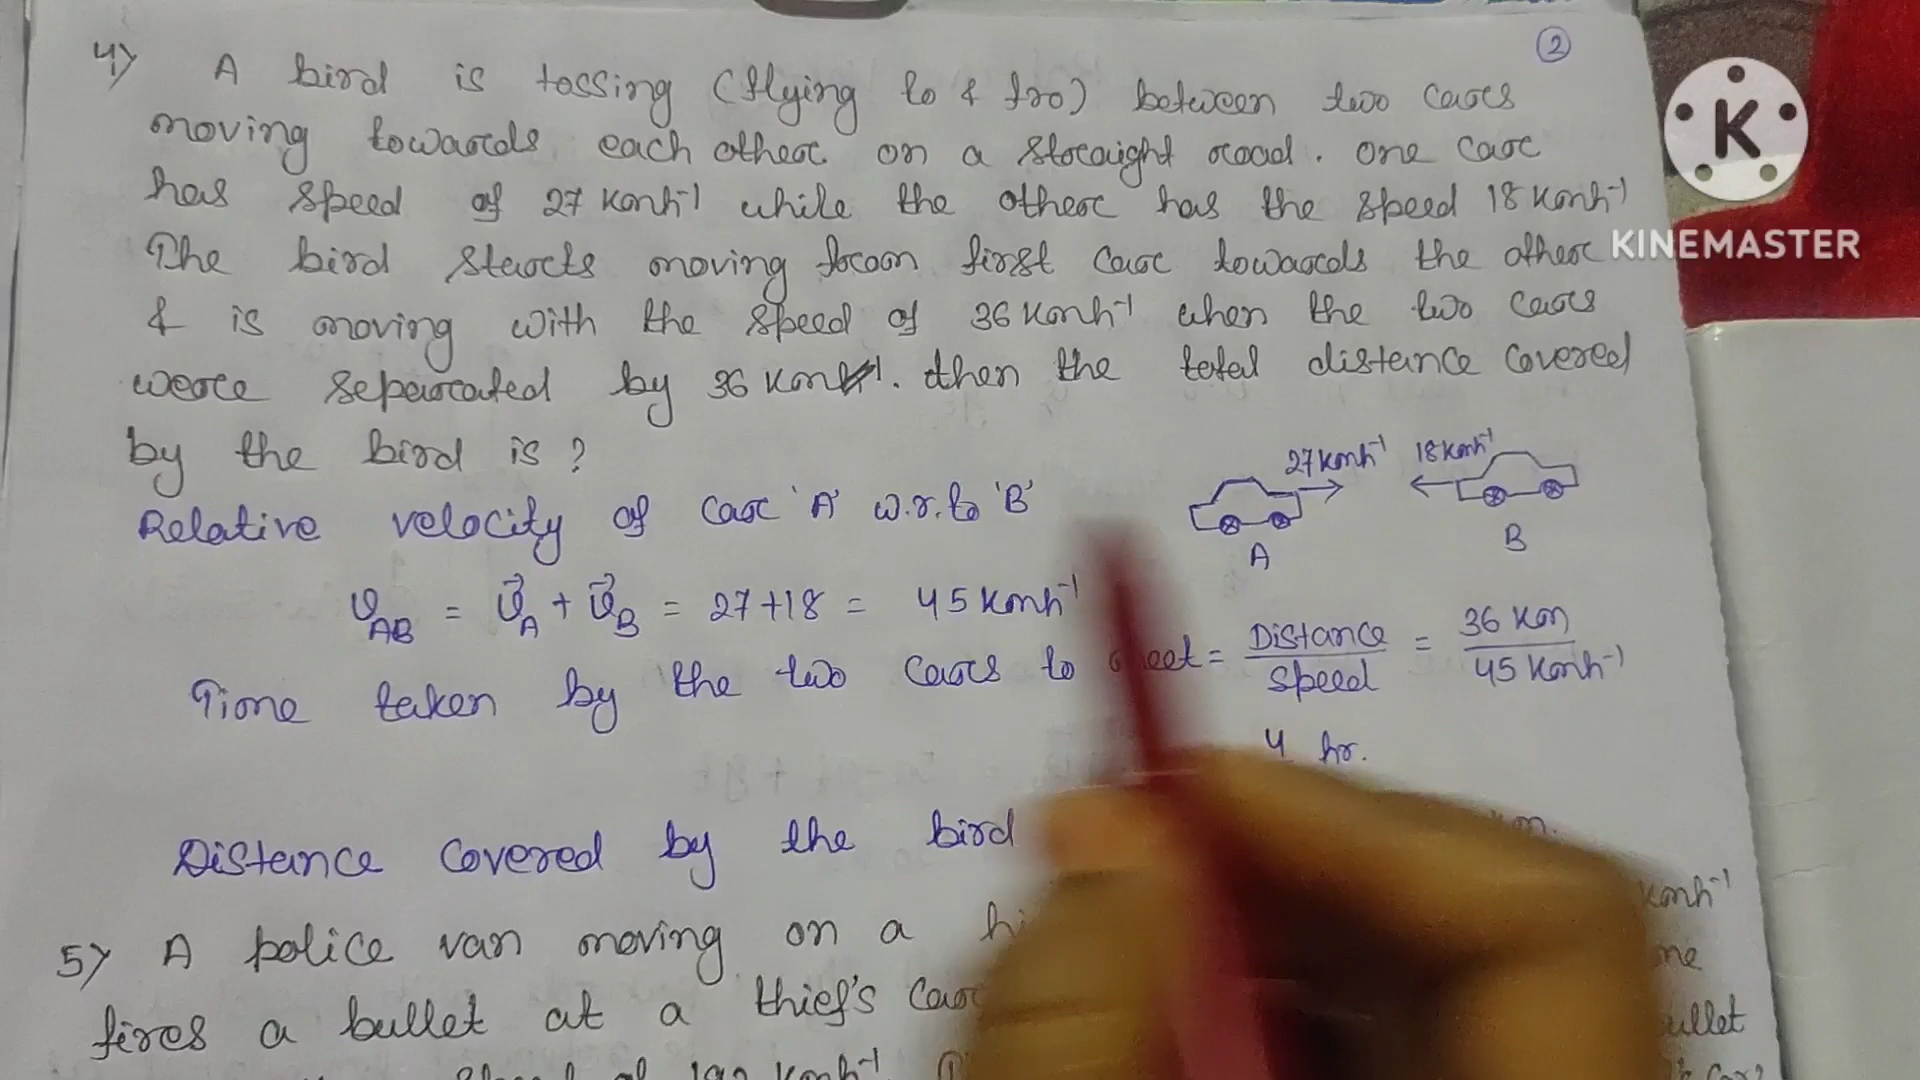 ②
4) A bird is tossing (flying to & fro) between two cars
moving towards each other on a straight road. one car
has speed of 27 Kmh⁻¹ while the other has the speed 18 Kmh⁻¹
The bird starts moving from first car towards the other
& is moving with the speed of 36 Kmh⁻¹ when the two cars
were separated by 36 Km. then the total distance covered
by the bird is ?
27 Kmh⁻¹ 18 Kmh⁻¹
A B
Relative velocity of car 'A' w.r.to 'B'
V_AB = V⃗_A + V⃗_B = 27+18 = 45 Kmh⁻¹
Time taken by the two cars to = Distance/Speed = 36 Km/45 Kmh⁻¹
4 hr.
Distance covered by the bird
5) A police van moving on a Kmh⁻¹
fires a bullet at a thief's car
K
KINEMASTER